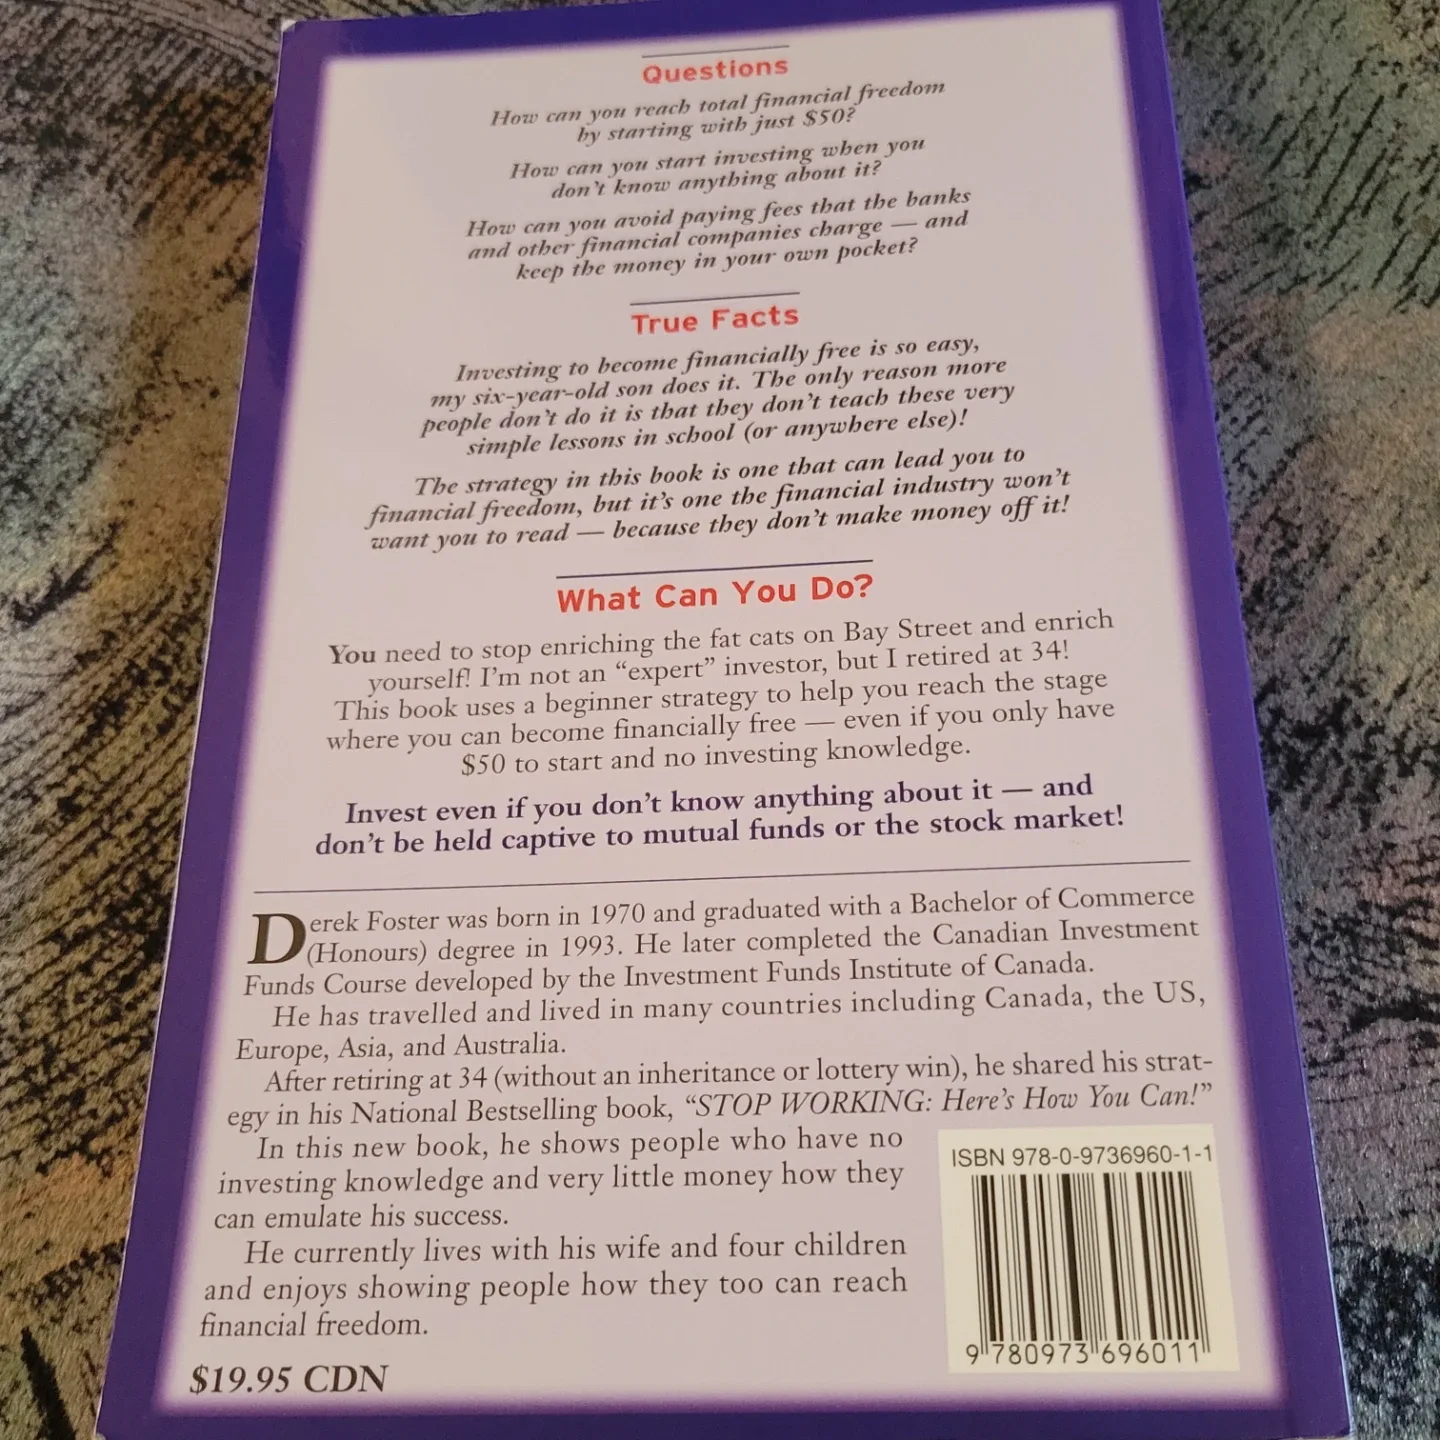 Questions
How can you reach total financial freedom
by starting with just $50?
How can you start investing when you
don't know anything about it?
How can you avoid paying fees that the banks
and other financial companies charge — and
keep the money in your own pocket?
True Facts
Investing to become financially free is so easy,
my six-year-old son does it. The only reason more
people don't do it is that they don't teach these very
simple lessons in school (or anywhere else)!
The strategy in this book is one that can lead you to
financial freedom, but it's one the financial industry won't
want you to read — because they don't make money off it!
What Can You Do?
You need to stop enriching the fat cats on Bay Street and enrich
yourself! I'm not an “expert” investor, but I retired at 34!
This book uses a beginner strategy to help you reach the stage
where you can become financially free — even if you only have
$50 to start and no investing knowledge.
Invest even if you don't know anything about it — and
don't be held captive to mutual funds or the stock market!
Derek Foster was born in 1970 and graduated with a Bachelor of Commerce
(Honours) degree in 1993. He later completed the Canadian Investment
Funds Course developed by the Investment Funds Institute of Canada.
He has travelled and lived in many countries including Canada, the US,
Europe, Asia, and Australia.
After retiring at 34 (without an inheritance or lottery win), he shared his strat-
egy in his National Bestselling book, “STOP WORKING: Here's How You Can!”
In this new book, he shows people who have no
investing knowledge and very little money how they
can emulate his success.
He currently lives with his wife and four children
and enjoys showing people how they too can reach
financial freedom.
$19.95 CDN
ISBN 978-0-9736960-1-1
9 780973 696011